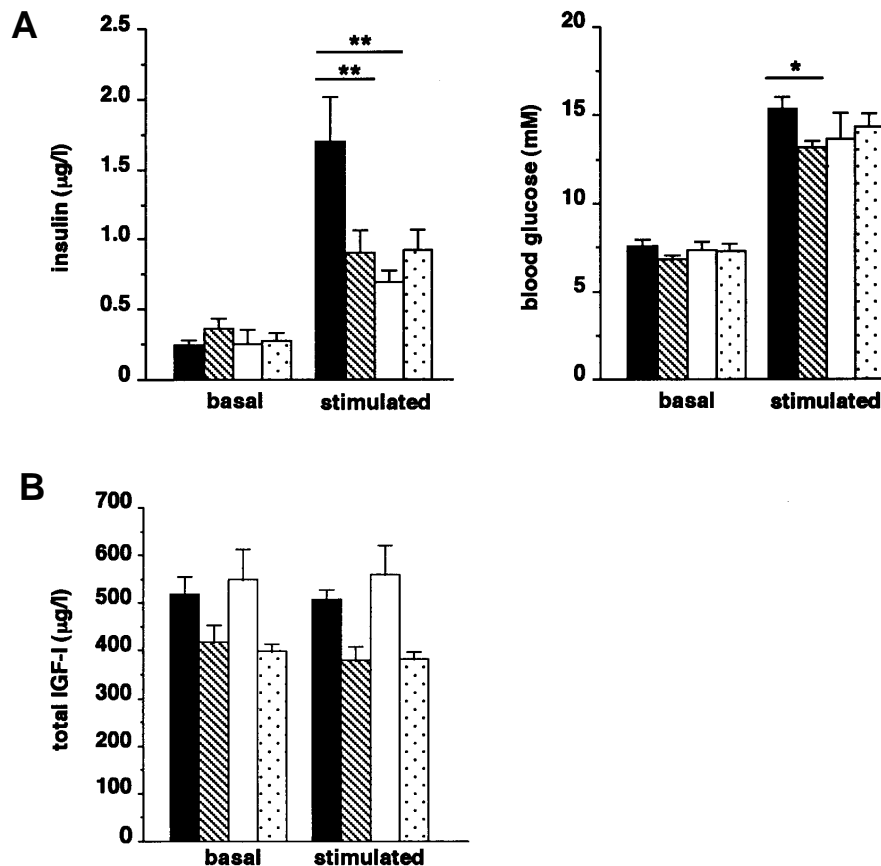 A
insulin (µg/l)
2.5
2.0
1.5
1.0
0.5
0
**
**
basal
stimulated
blood glucose (mM)
20
15
10
5
0
*
basal
stimulated
B
total IGF-I (µg/l)
700
600
500
400
300
200
100
0
basal
stimulated